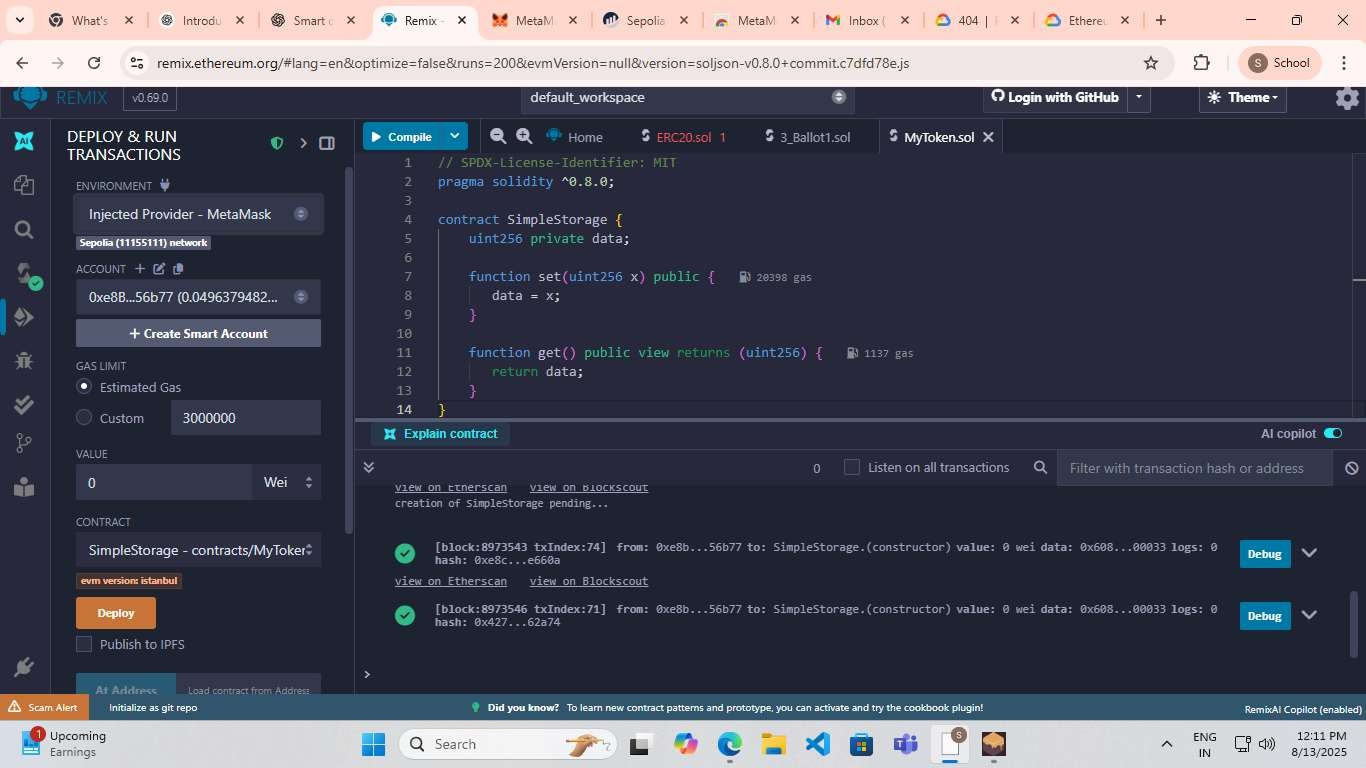 What's
Introdu
Smart c
Remix -
MetaM
Sepolia
MetaM
Inbox (
404 |
Ethereu
remix.ethereum.org/#lang=en&optimize=false&runs=200&evmVersion=null&version=soljson-v0.8.0+commit.c7dfd78e.js
S School
REMIX
v0.69.0
default_workspace
Login with GitHub
Theme
DEPLOY & RUN
TRANSACTIONS
ENVIRONMENT
Injected Provider - MetaMask
Sepolia (11155111) network
ACCOUNT
0xe8B...56b77 (0.0496379482...
+ Create Smart Account
GAS LIMIT
Estimated Gas
Custom
3000000
VALUE
0
Wei
CONTRACT
SimpleStorage - contracts/MyToken
evm version: istanbul
Deploy
Publish to IPFS
At Address
Load contract from Address
Compile
Home
ERC20.sol 1
3_Ballot1.sol
MyToken.sol
1 // SPDX-License-Identifier: MIT
2 pragma solidity ^0.8.0;
3
4 contract SimpleStorage {
5 uint256 private data;
6
7 function set(uint256 x) public { 20398 gas
8 data = x;
9 }
10
11 function get() public view returns (uint256) { 1137 gas
12 return data;
13 }
14 }
Explain contract
AI copilot
0
Listen on all transactions
Filter with transaction hash or address
view on Etherscan view on Blockscout
creation of SimpleStorage pending...
[block:8973543 txIndex:74] from: 0xe8b...56b77 to: SimpleStorage.(constructor) value: 0 wei data: 0x608...00033 logs: 0
hash: 0xe8c...e660a
Debug
view on Etherscan view on Blockscout
[block:8973546 txIndex:71] from: 0xe8b...56b77 to: SimpleStorage.(constructor) value: 0 wei data: 0x608...00033 logs: 0
hash: 0x427...62a74
Debug
>
Scam Alert
Initialize as git repo
Did you know? To learn new contract patterns and prototype, you can activate and try the cookbook plugin!
RemixAI Copilot (enabled)
1
Upcoming
Earnings
Search
S
ENG
IN
12:11 PM
8/13/2025